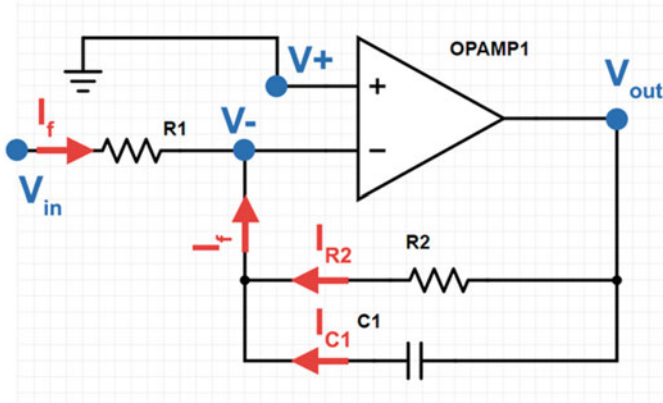 OPAMP1
V+
+
Vout
If
R1
V-
−
Vin
If
IR2
R2
IC1
C1